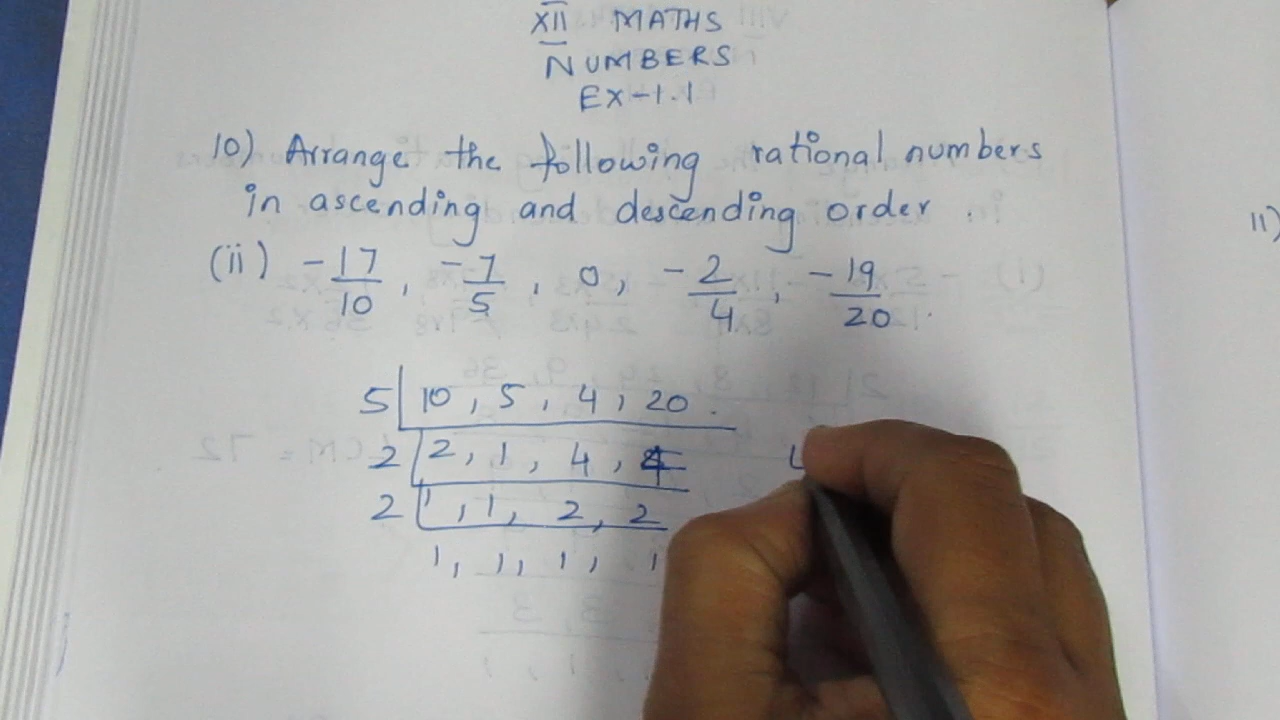 XII MATHS
NUMBERS
EX-1.1
10) Arrange the following rational numbers
in ascending and descending order.
(ii) -17/10, -7/5, 0, -2/4, -19/20.
5 | 10, 5, 4, 20.
2 | 2, 1, 4, 4
2 | 1, 1, 2, 2
1, 1, 1, 1
L
11)